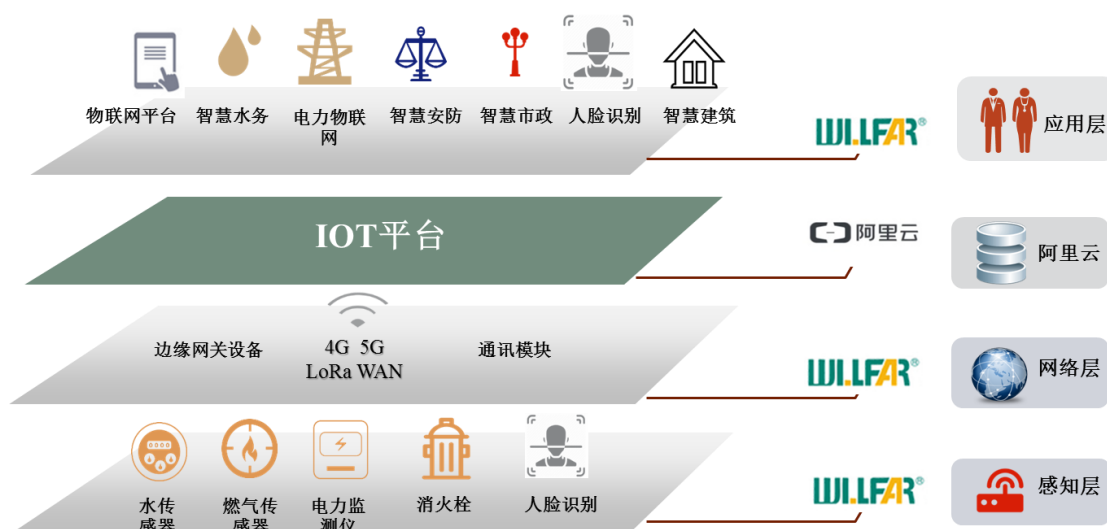 物联网平台
智慧水务
电力物联
网
智慧安防
智慧市政
人脸识别
智慧建筑
WILLFAR®
应用层
IOT平台
阿里云
阿里云
边缘网关设备
4G 5G
LoRa WAN
通讯模块
WILLFAR®
网络层
水传
感器
燃气传
感器
电力监
测仪
消火栓
人脸识别
WILLFAR®
感知层